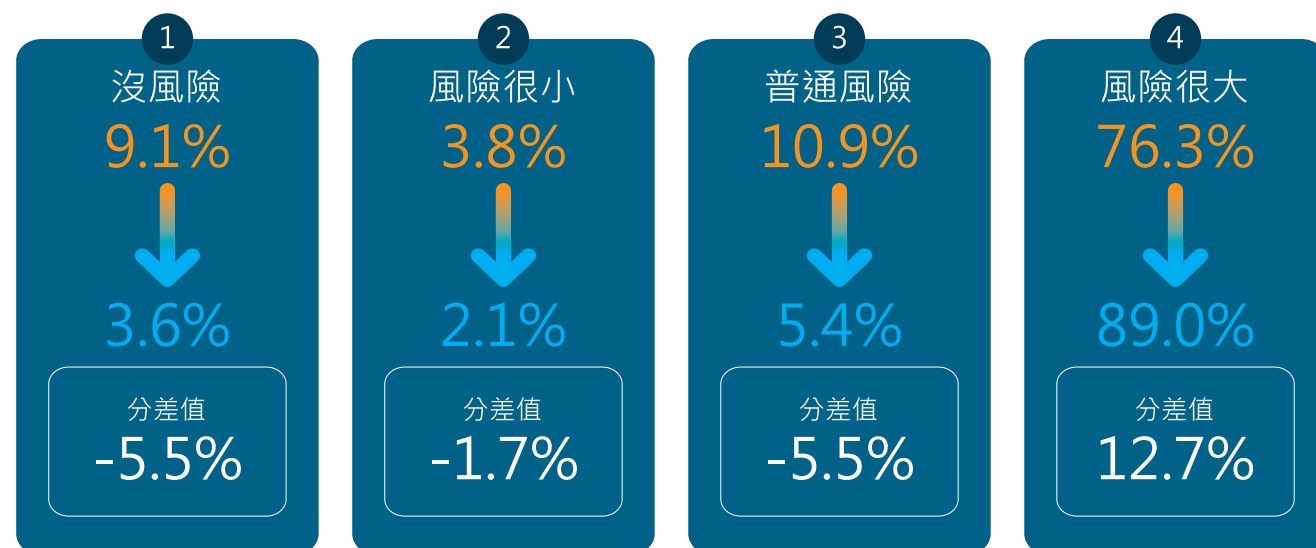 1
沒風險
9.1%
3.6%
分差值
-5.5%
2
風險很小
3.8%
2.1%
分差值
-1.7%
3
普通風險
10.9%
5.4%
分差值
-5.5%
4
風險很大
76.3%
89.0%
分差值
12.7%